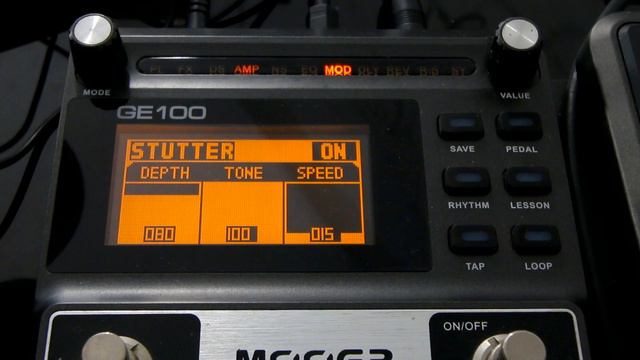 FX DS AMP NS EQ MOD DLY REV
MODE
VALUE
GE100
STUTTER ON
DEPTH TONE SPEED
080 100 015
SAVE PEDAL
RHYTHM LESSON
TAP LOOP
ON/OFF
MOOER